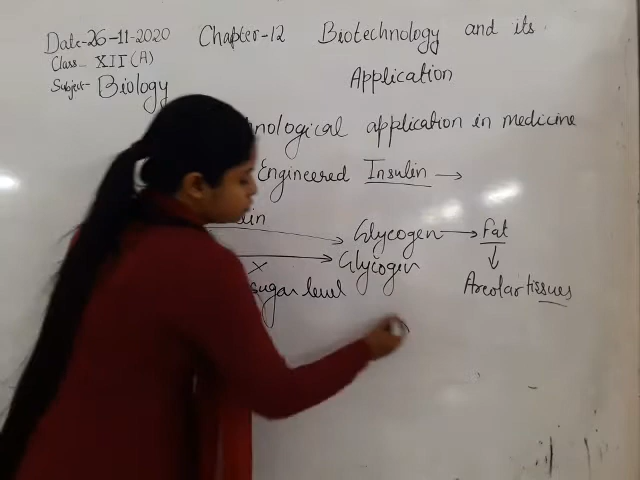 Date-26-11-2020 Chapter-12 Biotechnology and its
Class- XII (A)
Subject- Biology Application
nological application in medicine
Engineered Insulin →
Glycogen → Fat
Glycogen
sugar level Areolar tissues